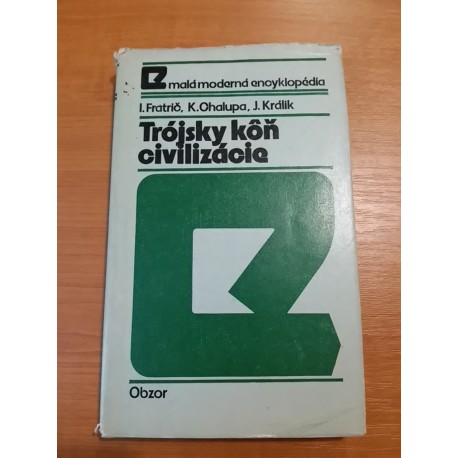 malá moderná encyklopédia
I. Fratrič, K. Ohalupa, J. Králik
Trójsky kôň
civilizácie
Obzor